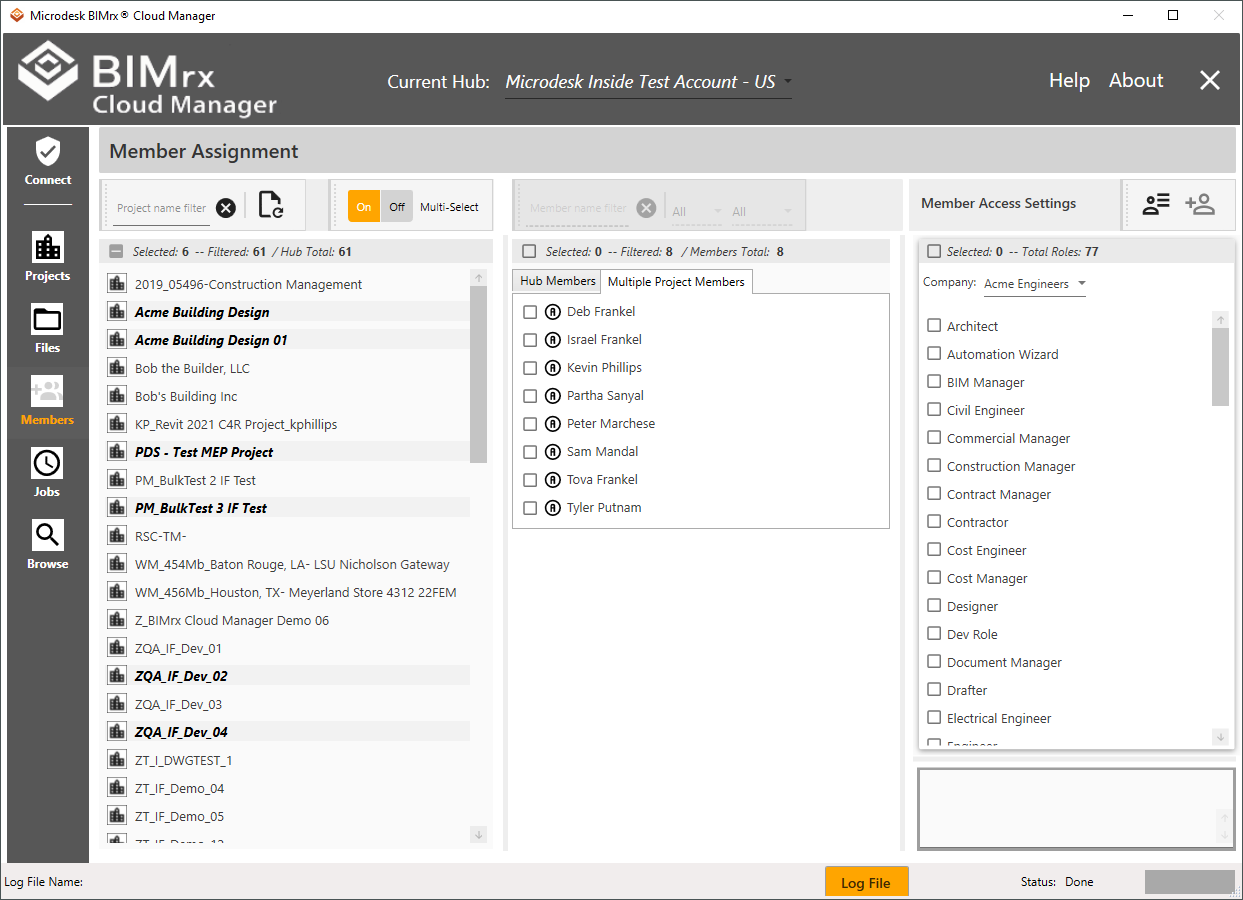 Microdesk BIMrx® Cloud Manager
BIMrx
Cloud Manager
Current Hub: Microdesk Inside Test Account - US
Help About
Connect
Projects
Files
Members
Jobs
Browse
Member Assignment
Project name filter
On Off Multi-Select
Member name filter All All
Member Access Settings
Selected: 6 -- Filtered: 61 / Hub Total: 61
2019_05496-Construction Management
Acme Building Design
Acme Building Design 01
Bob the Builder, LLC
Bob's Building Inc
KP_Revit 2021 C4R Project_kphillips
PDS - Test MEP Project
PM_BulkTest 2 IF Test
PM_BulkTest 3 IF Test
RSC-TM-
WM_454Mb_Baton Rouge, LA- LSU Nicholson Gateway
WM_456Mb_Houston, TX- Meyerland Store 4312 22FEM
Z_BIMrx Cloud Manager Demo 06
ZQA_IF_Dev_01
ZQA_IF_Dev_02
ZQA_IF_Dev_03
ZQA_IF_Dev_04
ZT_I_DWGTEST_1
ZT_IF_Demo_04
ZT_IF_Demo_05
Selected: 0 -- Filtered: 8 / Members Total: 8
Hub Members Multiple Project Members
Deb Frankel
Israel Frankel
Kevin Phillips
Partha Sanyal
Peter Marchese
Sam Mandal
Tova Frankel
Tyler Putnam
Selected: 0 -- Total Roles: 77
Company: Acme Engineers
Architect
Automation Wizard
BIM Manager
Civil Engineer
Commercial Manager
Construction Manager
Contract Manager
Contractor
Cost Engineer
Cost Manager
Designer
Dev Role
Document Manager
Drafter
Electrical Engineer
Engineer
Log File Name:
Log File
Status: Done